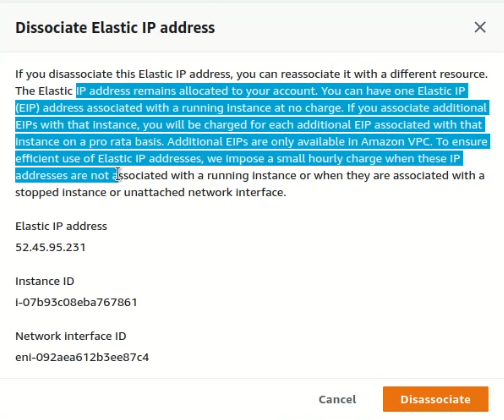 Dissociate Elastic IP address
If you disassociate this Elastic IP address, you can reassociate it with a different resource.
The Elastic IP address remains allocated to your account. You can have one Elastic IP
(EIP) address associated with a running instance at no charge. If you associate additional
EIPs with that instance, you will be charged for each additional EIP associated with that
instance on a pro rata basis. Additional EIPs are only available in Amazon VPC. To ensure
efficient use of Elastic IP addresses, we impose a small hourly charge when these IP
addresses are not associated with a running instance or when they are associated with a
stopped instance or unattached network interface.
Elastic IP address
52.45.95.231
Instance ID
i-07b93c08eba767861
Network interface ID
eni-092aea612b3ee87c4
Cancel
Disassociate